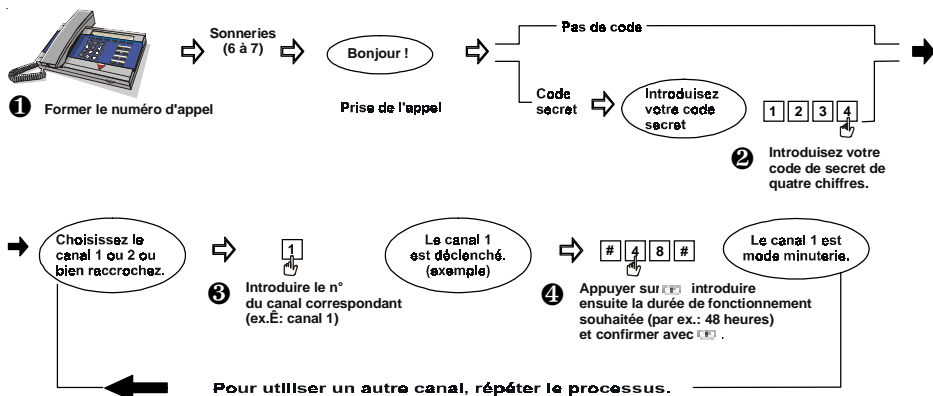 Sonneries
(6 à 7)
Bonjour !
Pas de code
❶ Former le numéro d'appel
Prise de l'appel
Code
secret
Introduisez
votre code
secret
1 2 3 4
❷ Introduisez votre
code de secret de
quatre chiffres.
Choisissez le
canal 1 ou 2 ou
bien raccrochez.
1
❸ Introduire le n°
du canal correspondant
(ex.Ê: canal 1)
Le canal 1
est déclenché.
(exemple)
# 4 8 #
❹ Appuyer sur # introduire
ensuite la durée de fonctionnement
souhaitée (par ex.: 48 heures)
et confirmer avec # .
Le canal 1 est
mode minuterie.
Pour utiliser un autre canal, répéter le processus.